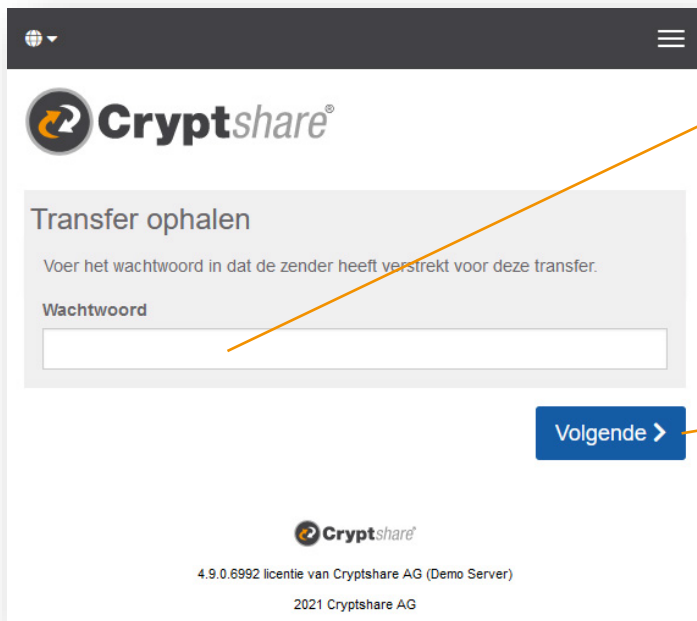 Cryptshare®
Transfer ophalen
Voer het wachtwoord in dat de zender heeft verstrekt voor deze transfer.
Wachtwoord
Volgende
Cryptshare®
4.9.0.6992 licentie van Cryptshare AG (Demo Server)
2021 Cryptshare AG